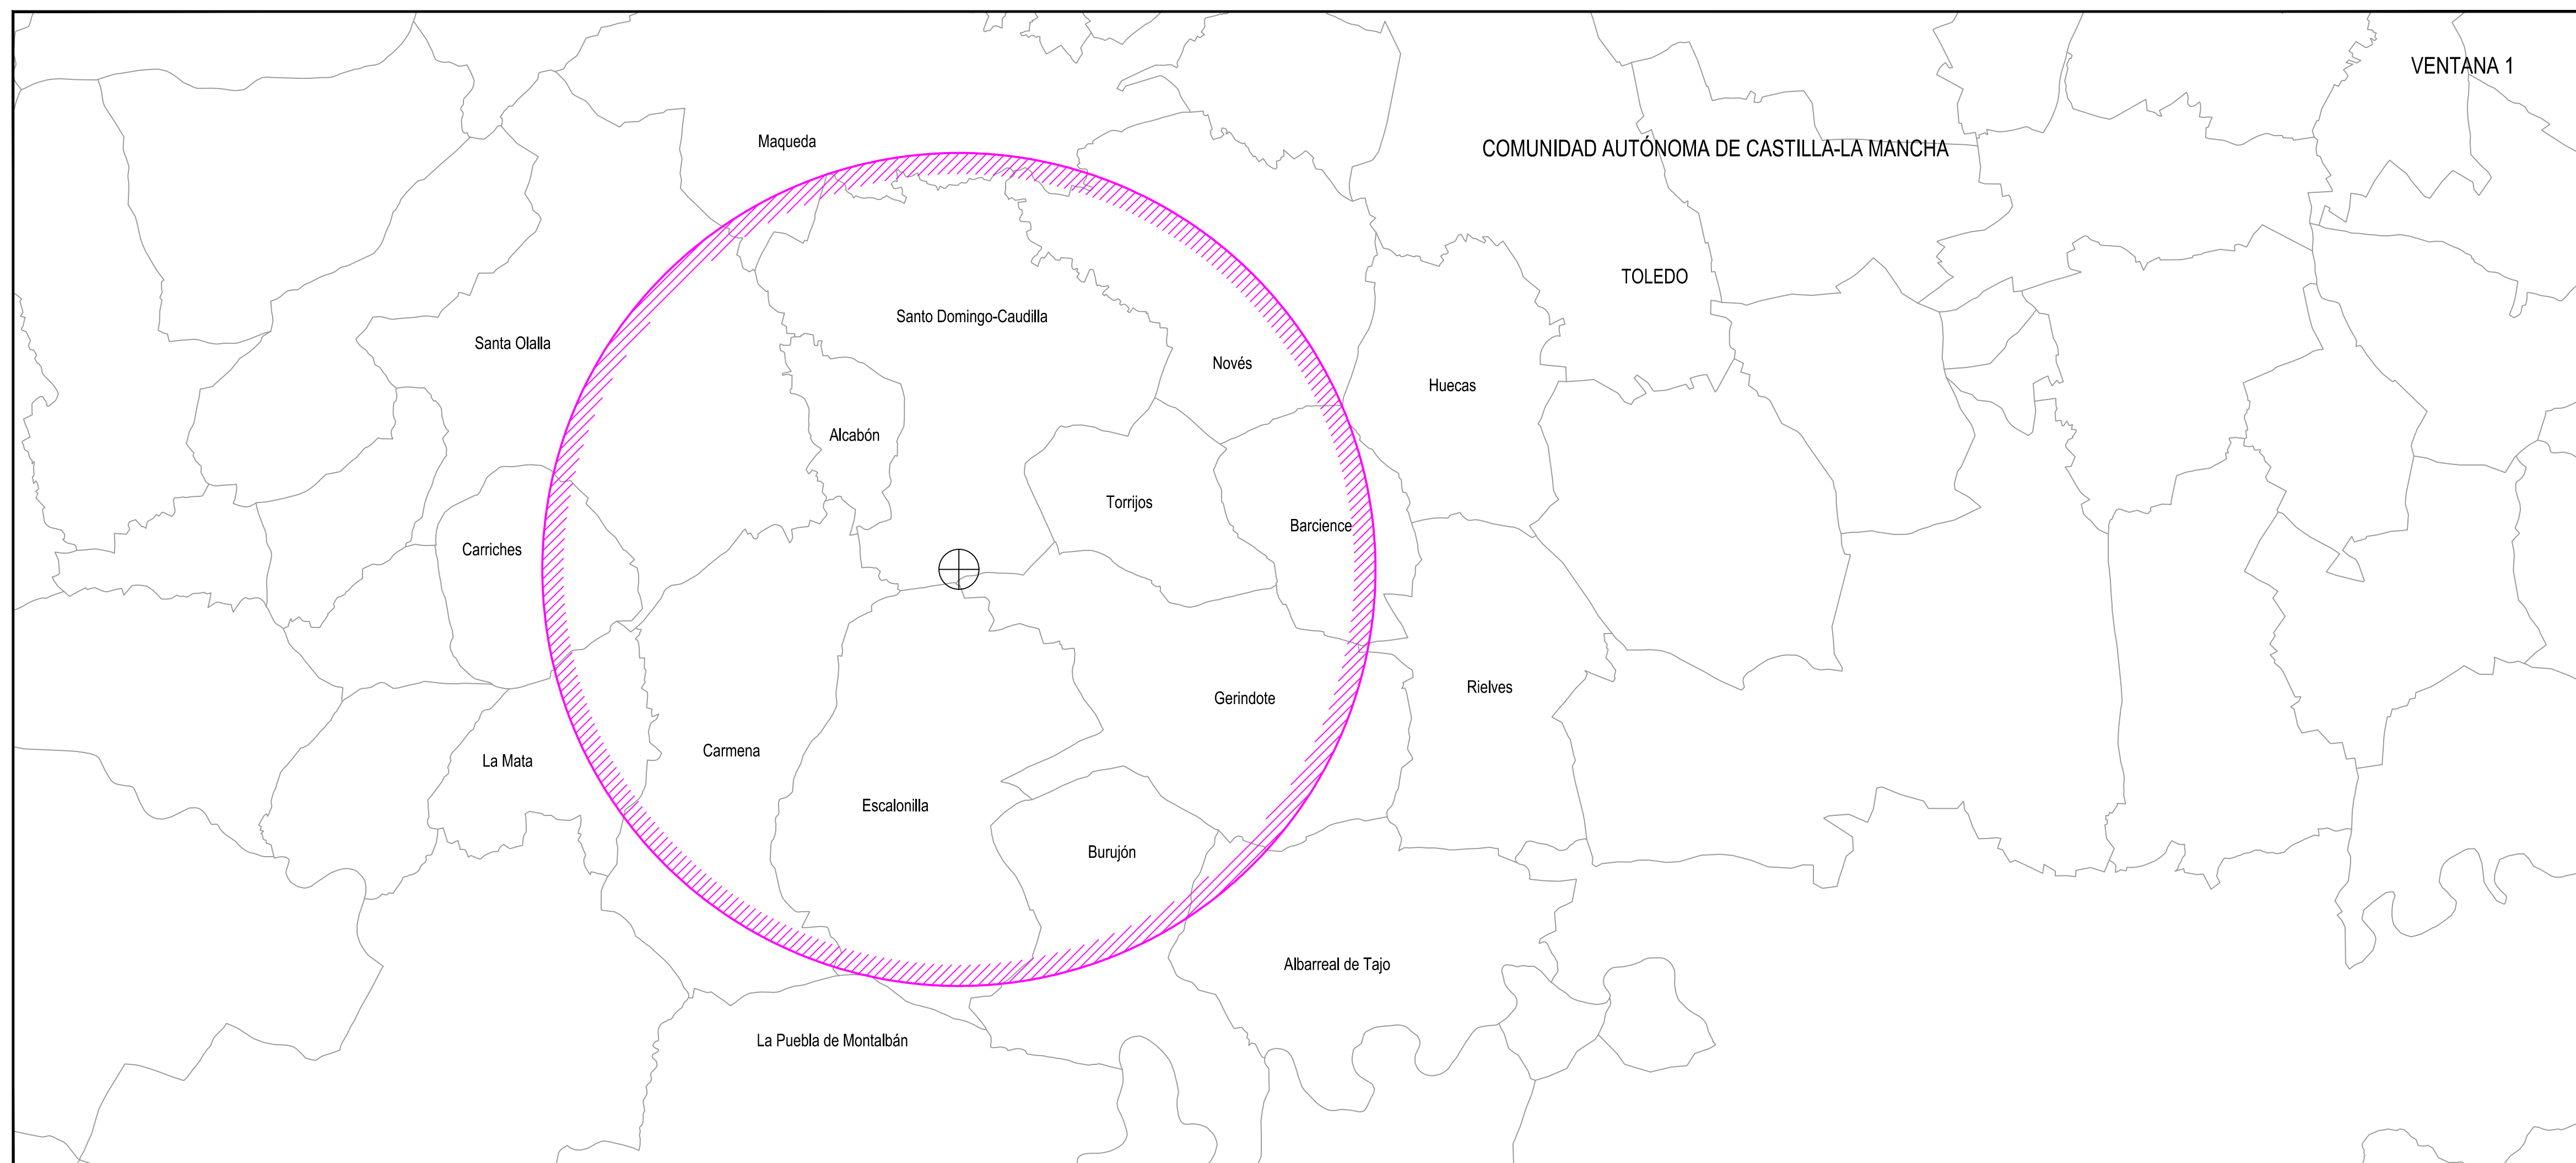 VENTANA 1
Maqueda
COMUNIDAD AUTÓNOMA DE CASTILLA-LA MANCHA
TOLEDO
Santo Domingo-Caudilla
Santa Olalla
Novés
Huecas
Alcabón
Torrijos
Barcience
Carriches
Rielves
Gerindote
Carmena
La Mata
Escalonilla
Burujón
Albarreal de Tajo
La Puebla de Montalbán